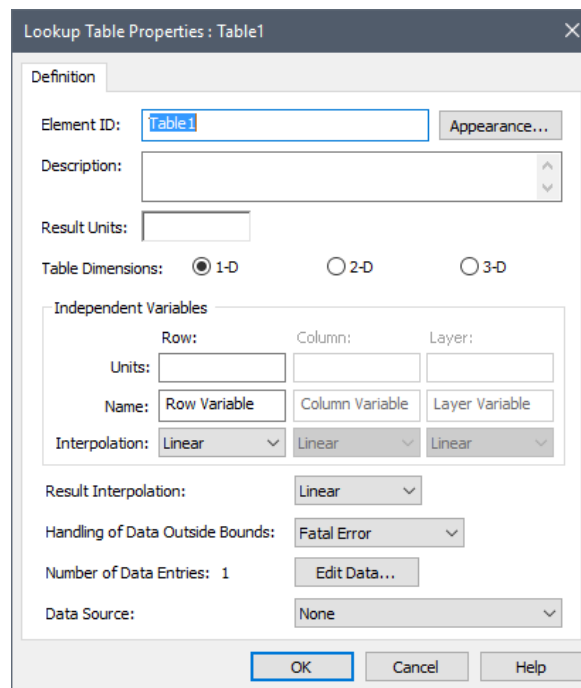 Lookup Table Properties : Table1
Definition
Element ID: Table1 Appearance...
Description:
Result Units:
Table Dimensions: 1-D 2-D 3-D
Independent Variables
Row: Column: Layer:
Units:
Name: Row Variable Column Variable Layer Variable
Interpolation: Linear Linear Linear
Result Interpolation: Linear
Handling of Data Outside Bounds: Fatal Error
Number of Data Entries: 1 Edit Data...
Data Source: None
OK Cancel Help